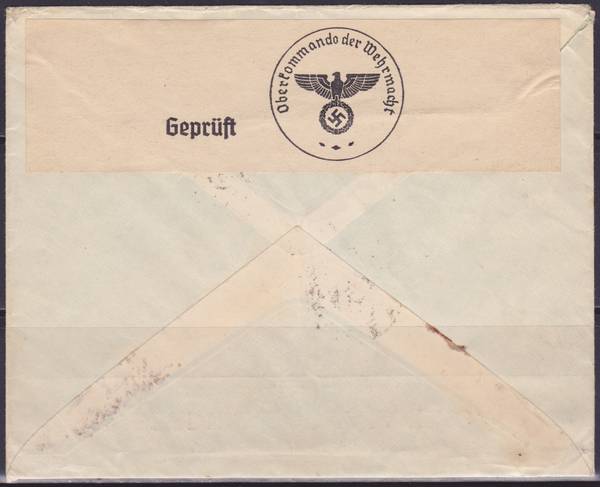 Oberkommando der Wehrmacht
Geprüft